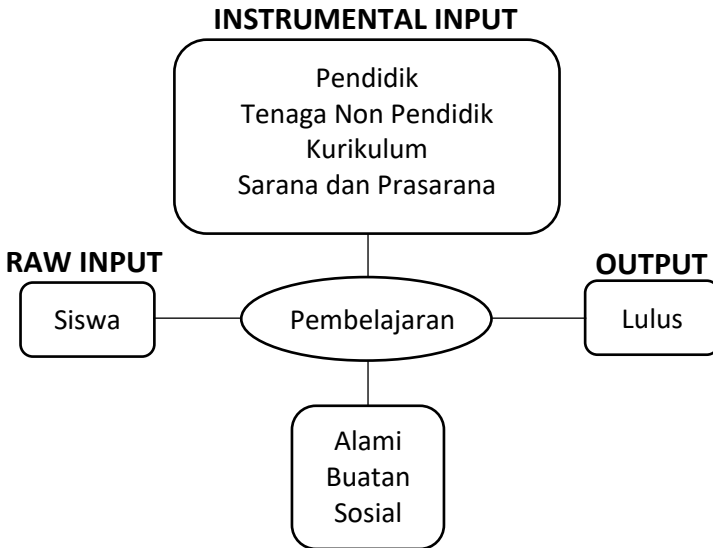 INSTRUMENTAL INPUT
Pendidik
Tenaga Non Pendidik
Kurikulum
Sarana dan Prasarana
RAW INPUT
Siswa
Pembelajaran
OUTPUT
Lulus
Alami
Buatan
Sosial